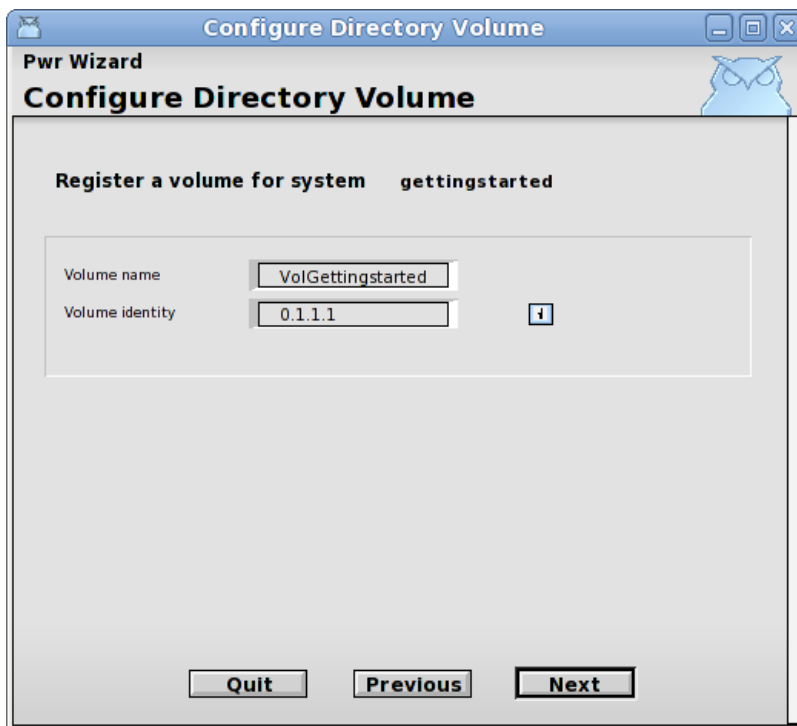 Configure Directory Volume
Pwr Wizard
Configure Directory Volume
Register a volume for system gettingstarted
Volume name VolGettingstarted
Volume identity 0.1.1.1
Quit Previous Next